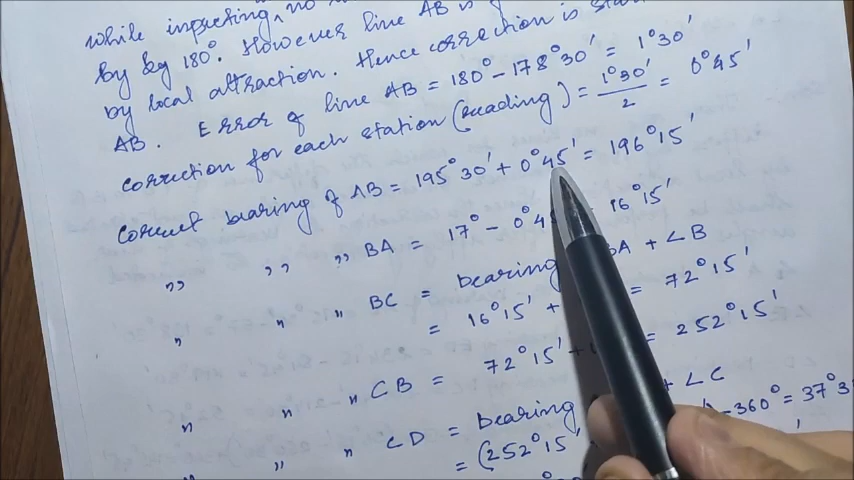 while inspecting, no
by by 180°. However line AB is
by local attraction. Hence correction is
AB. Error of line AB = 180° - 178°30' = 1°30'
correction for each station (reading) = 1°30'/2 = 0°45'
correct bearing of AB = 195°30' + 0°45' = 196°15'
,, ,, ,, BA = 17° - 0°4 16°15'
,, ,, ,, BC = bearing A + ∠B
= 16°15' + = 72°15'
,, ,, ,, CB = 72°15' + = 252°15'
,, ,, ,, CD = bearing + ∠C
= (252°15' - 360° = 37°3